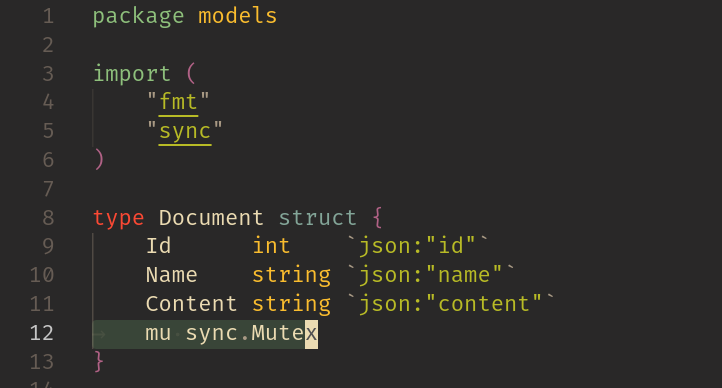 1 package models
2
3 import (
4     "fmt"
5     "sync"
6 )
7
8 type Document struct {
9     Id      int    `json:"id"`
10     Name    string `json:"name"`
11     Content string `json:"content"`
12     mu sync.Mutex
13 }